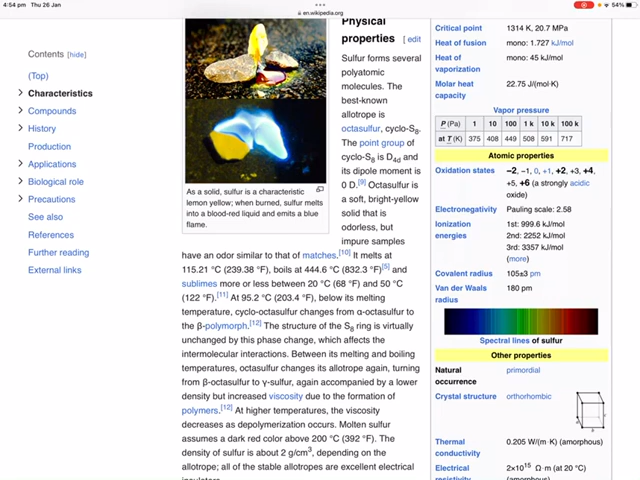 4:54 pm Thu 26 Jan
en.wikipedia.org
54%
Contents [hide]
(Top)
Characteristics
Compounds
History
Production
Applications
Biological role
Precautions
See also
References
Further reading
External links
As a solid, sulfur is a characteristic
lemon yellow; when burned, sulfur melts
into a blood-red liquid and emits a blue
flame.
Physical
properties [ edit
Sulfur forms several
polyatomic
molecules. The
best-known
allotrope is
octasulfur, cyclo-S8.
The point group of
cyclo-S8 is D4d and
its dipole moment is
0 D.[9] Octasulfur is
a soft, bright-yellow
solid that is
odorless, but
impure samples
have an odor similar to that of matches.[10] It melts at
115.21 °C (239.38 °F), boils at 444.6 °C (832.3 °F)[5] and
sublimes more or less between 20 °C (68 °F) and 50 °C
(122 °F).[11] At 95.2 °C (203.4 °F), below its melting
temperature, cyclo-octasulfur changes from α-octasulfur to
the β-polymorph.[12] The structure of the S8 ring is virtually
unchanged by this phase change, which affects the
intermolecular interactions. Between its melting and boiling
temperatures, octasulfur changes its allotrope again, turning
from β-octasulfur to γ-sulfur, again accompanied by a lower
density but increased viscosity due to the formation of
polymers.[12] At higher temperatures, the viscosity
decreases as depolymerization occurs. Molten sulfur
assumes a dark red color above 200 °C (392 °F). The
density of sulfur is about 2 g/cm3, depending on the
allotrope; all of the stable allotropes are excellent electrical
insulators.
Critical point 1314 K, 20.7 MPa
Heat of fusion mono: 1.727 kJ/mol
Heat of mono: 45 kJ/mol
vaporization
Molar heat 22.75 J/(mol·K)
capacity
Vapor pressure
P (Pa) 1 10 100 1 k 10 k 100 k
at T (K) 375 408 449 508 591 717
Atomic properties
Oxidation states −2, −1, 0, +1, +2, +3, +4,
+5, +6 (a strongly acidic
oxide)
Electronegativity Pauling scale: 2.58
Ionization 1st: 999.6 kJ/mol
energies 2nd: 2252 kJ/mol
3rd: 3357 kJ/mol
(more)
Covalent radius 105±3 pm
Van der Waals 180 pm
radius
Spectral lines of sulfur
Other properties
Natural primordial
occurrence
Crystal structure orthorhombic
Thermal 0.205 W/(m·K) (amorphous)
conductivity
Electrical 2×1015 Ω·m (at 20 °C)
resistivity (amorphous)